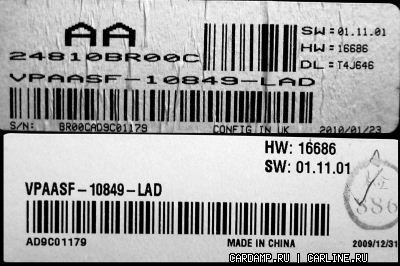 AA
SW:01.11.01
24810BR00C
HW:16686
DL:T4J646
VPAASF-10849-LAD
S/N: BR00CAD9C01179 CONFIG IN UK 2010/01/23
HW: 16686
SW: 01.11.01
VPAASF-10849-LAD
386
AD9C01179 MADE IN CHINA 2009/12/31
CARDAMP.RU | CARLINE.RU